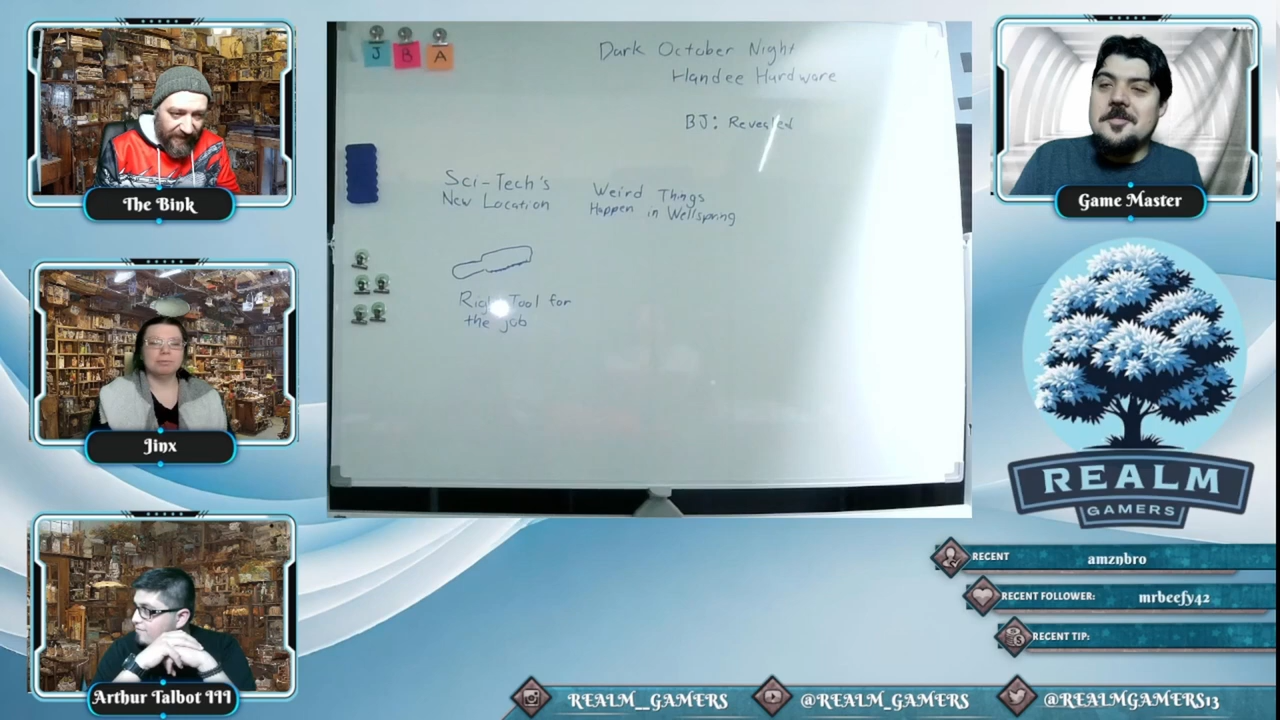 The Bink
Jinx
Arthur Talbot III
J B A
Dark October Night
Handee Hardware
BJ: Revealed
Sci-Tech's
New Location
Weird Things
Happen in Wellspring
Right Tool for
the job
Game Master
REALM
GAMERS
RECENT amznbro
RECENT FOLLOWER: mrbeefy42
RECENT TIP:
REALM_GAMERS @REALM_GAMERS @REALMGAMERS13